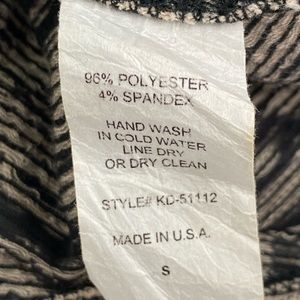 96% POLYESTER
4% SPANDEX
HAND WASH
IN COLD WATER
LINE DRY
OR DRY CLEAN
STYLE# KD-51112
MADE IN U.S.A.
S